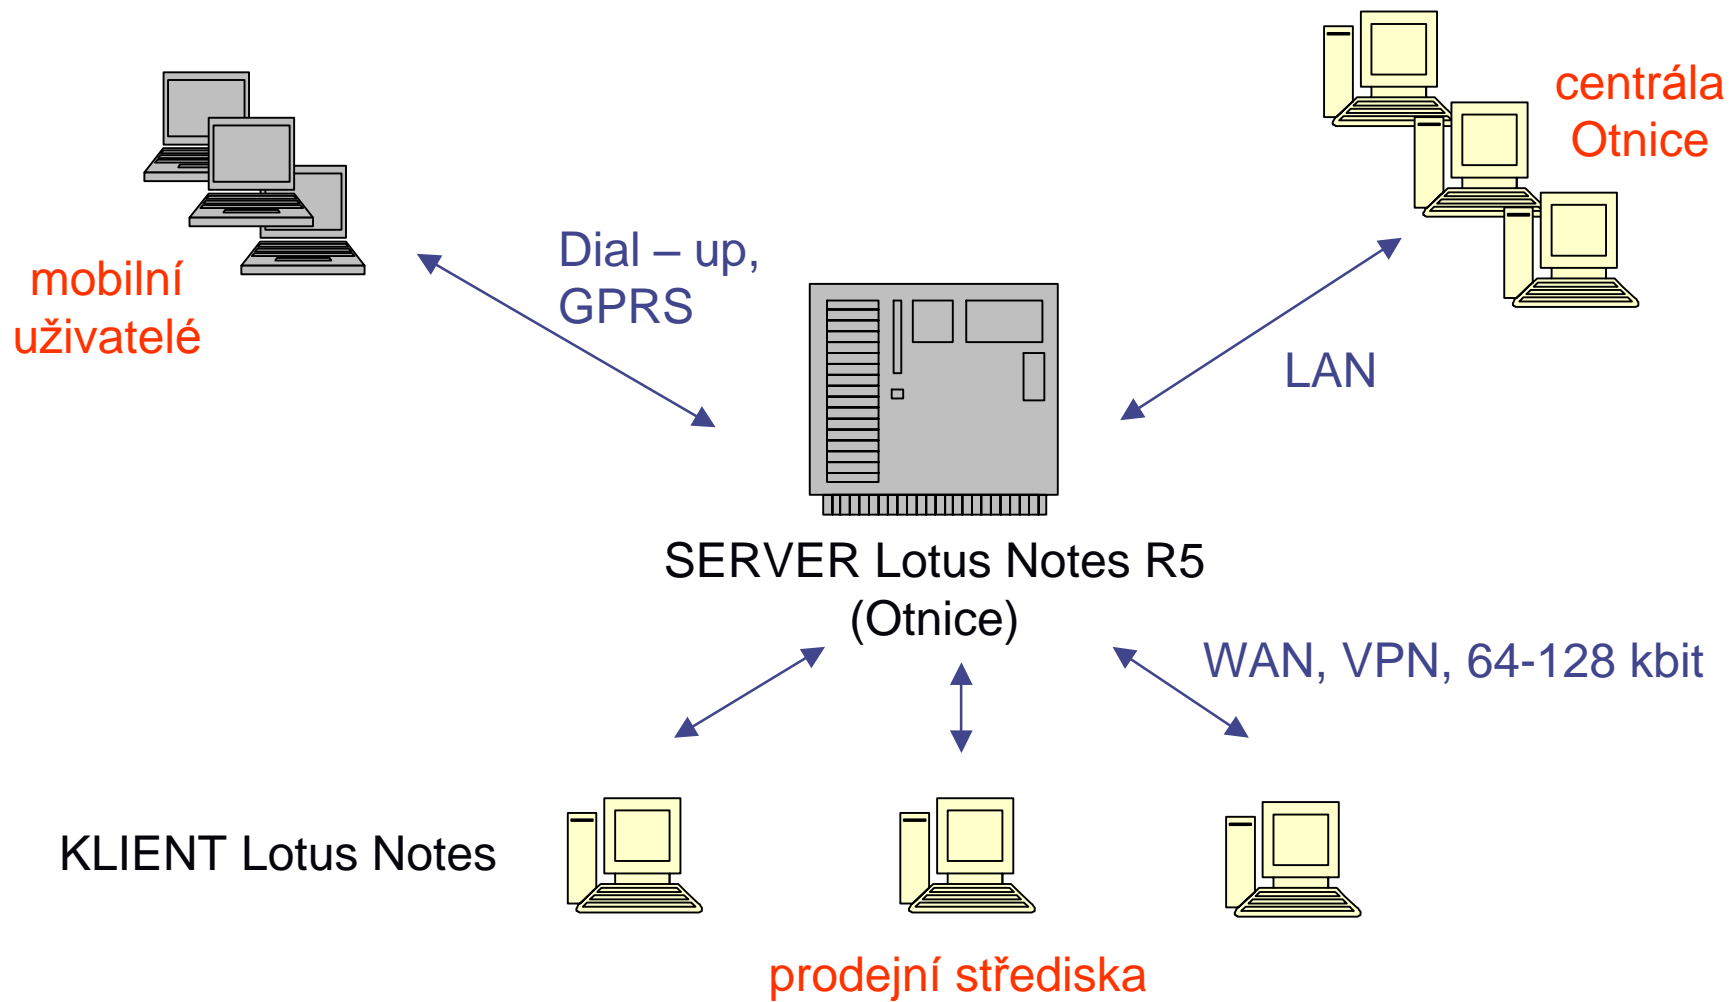 centrála
Otnice
Dial – up,
GPRS
mobilní
uživatelé
LAN
SERVER Lotus Notes R5
(Otnice)
WAN, VPN, 64-128 kbit
KLIENT Lotus Notes
prodejní střediska